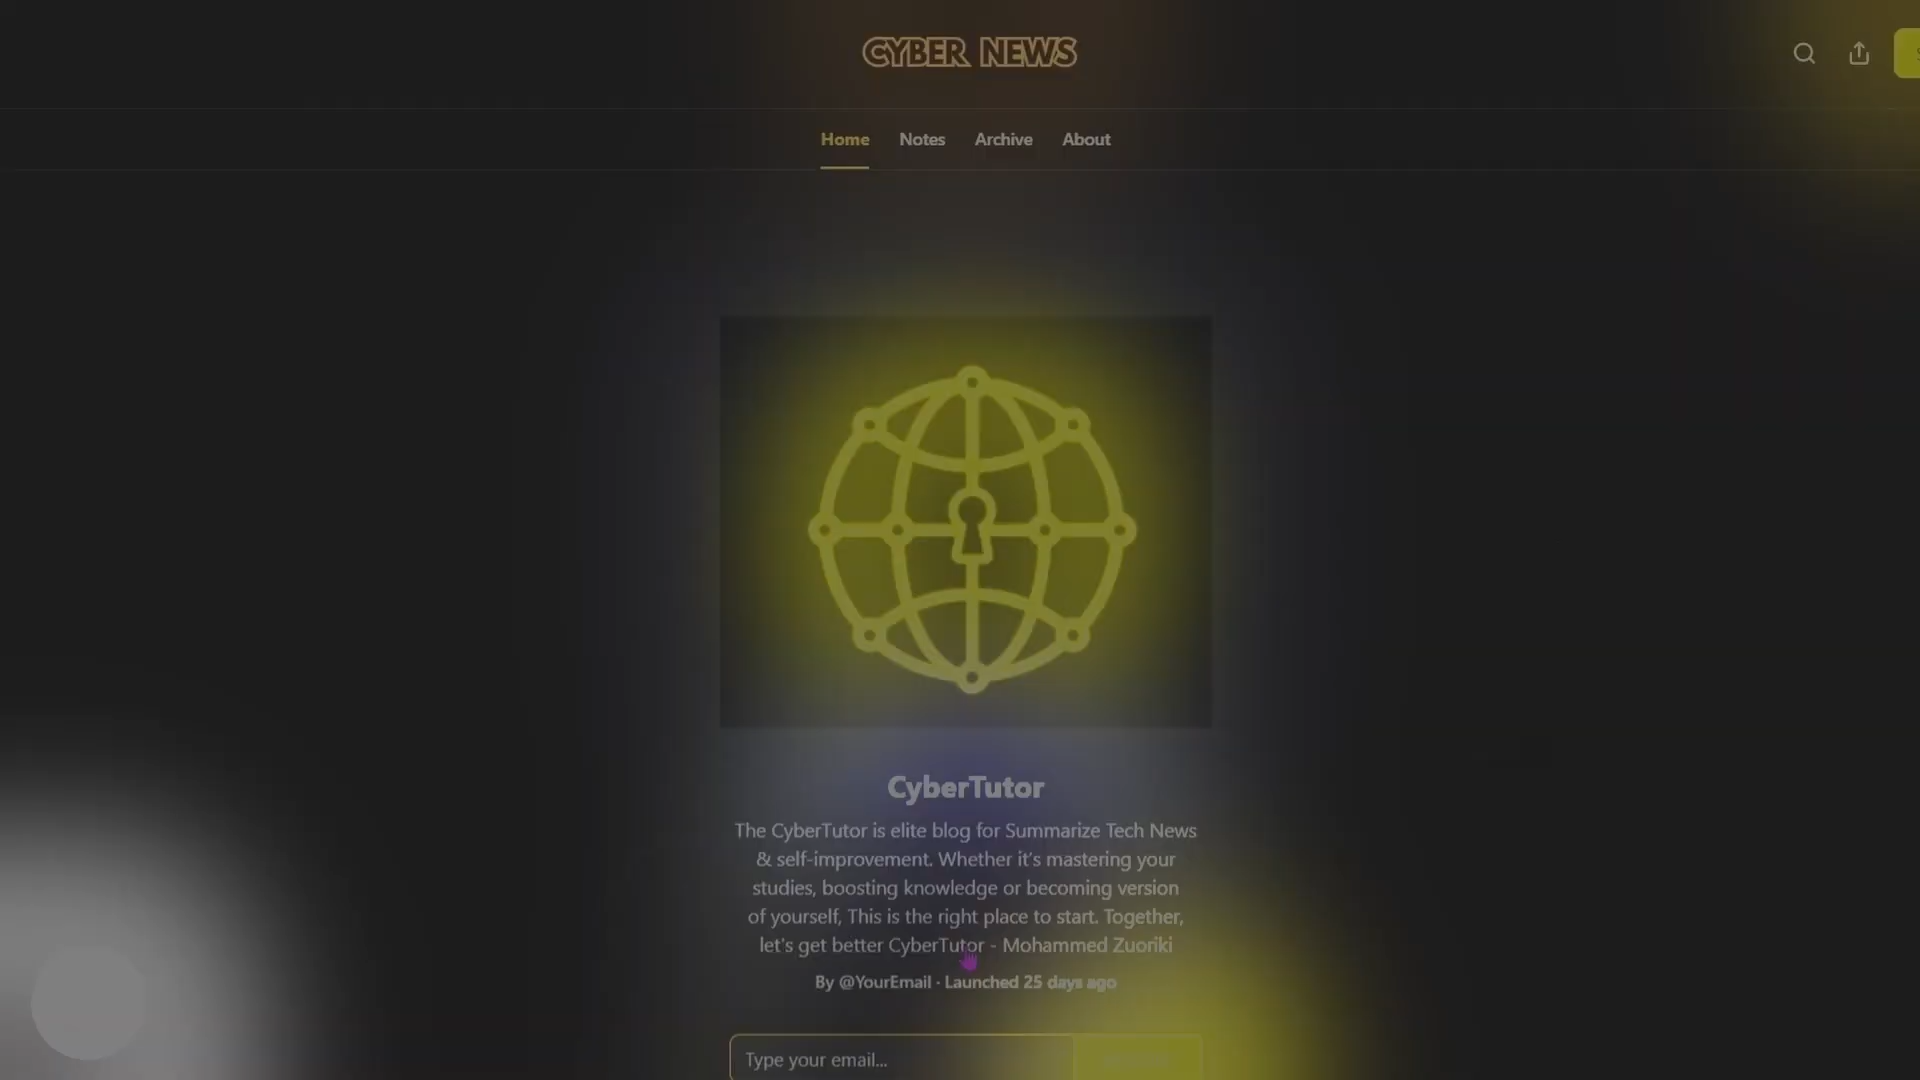 CYBER NEWS
Home Notes Archive About
CyberTutor
The CyberTutor is elite blog for Summarize Tech News
& self-improvement. Whether it's mastering your
studies, boosting knowledge or becoming version
of yourself, This is the right place to start. Together,
let's get better CyberTutor - Mohammed Zuoriki
By @YourEmail · Launched 25 days ago
Type your email...